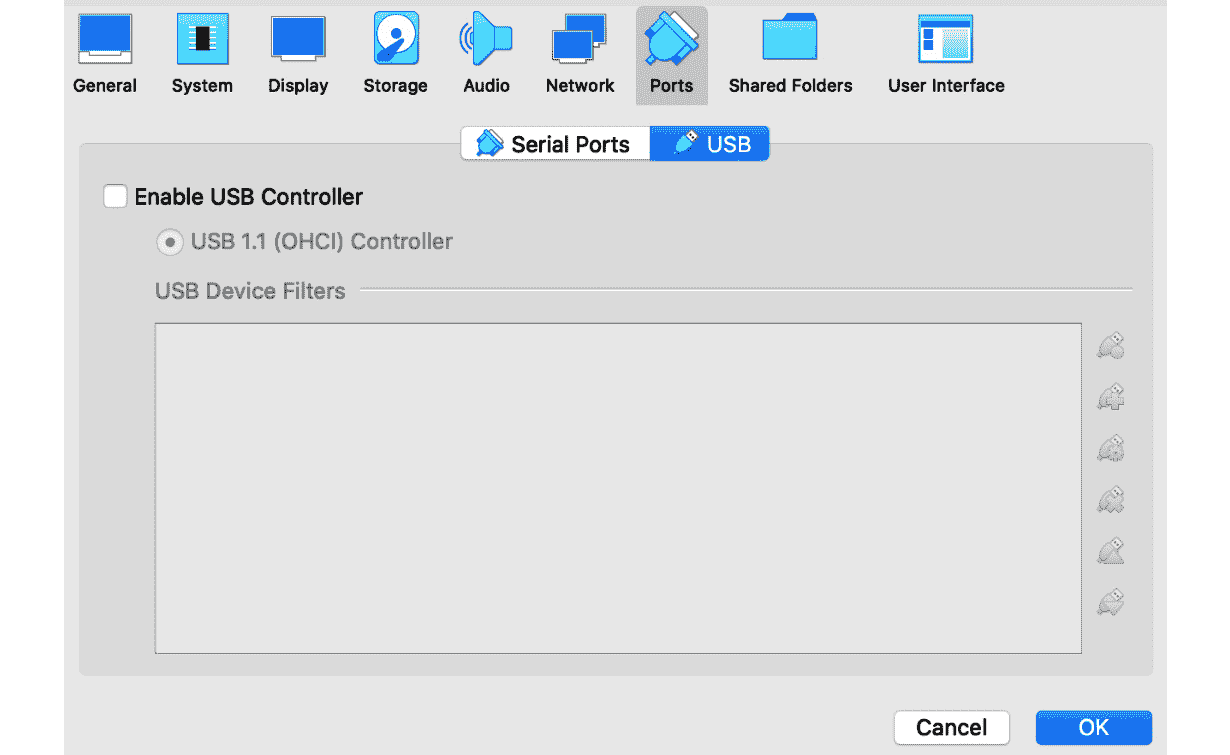 General System Display Storage Audio Network Ports Shared Folders User Interface
Serial Ports USB
Enable USB Controller
USB 1.1 (OHCI) Controller
USB Device Filters
Cancel OK